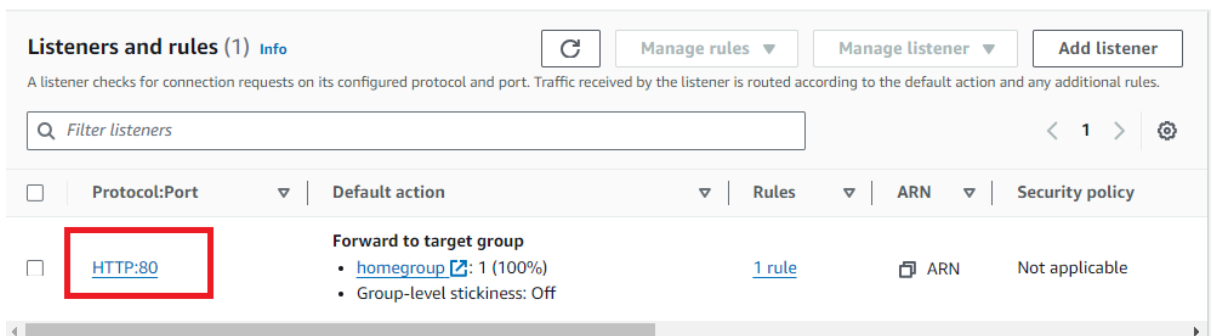 Listeners and rules (1) Info
Manage rules
Manage listener
Add listener
A listener checks for connection requests on its configured protocol and port. Traffic received by the listener is routed according to the default action and any additional rules.
Filter listeners
1
Protocol:Port Default action Rules ARN Security policy
Forward to target group
HTTP:80 • homegroup: 1 (100%) 1 rule ARN Not applicable
• Group-level stickiness: Off